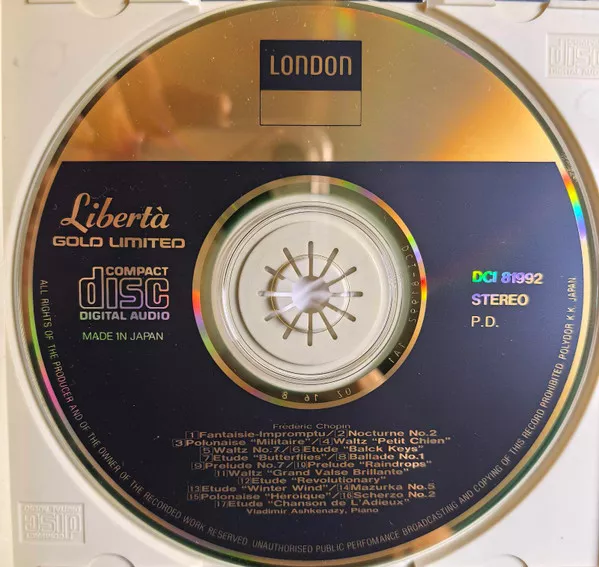 LONDON
Libertà
GOLD LIMITED
COMPACT
disc
DIGITAL AUDIO
MADE IN JAPAN
DCI 81992
STEREO
P.D.
Frédéric Chopin
1 Fantaisie-Impromptu/2 Nocturne No.2
3 Polonaise "Militaire"/4 Waltz "Petit Chien"
5 Waltz No.7/6 Etude "Balck Keys"
7 Etude "Butterflies"/8 Ballade No.1
9 Prelude No.7/10 Prelude "Raindrops"
11 Waltz "Grand Valse Brillante"
12 Etude "Revolutionary"
13 Etude "Winter Wind"/14 Mazurka No.5
15 Polonaise "Heroique"/16 Scherzo No.2
17 Etude "Chanson de L'Adieux"
Vladimir Ashkenazy, Piano
ALL RIGHTS OF THE PRODUCER AND OF THE OWNER OF THE RECORDED WORK RESERVED. UNAUTHORISED PUBLIC PERFOMANCE BROADCASTING AND COPYING OF THIS RECORD PROHIBITED. POLYDOR K.K. JAPAN
disc